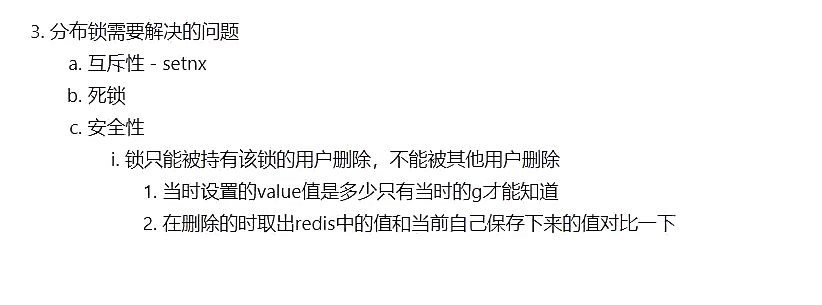 3. 分布锁需要解决的问题
a. 互斥性 - setnx
b. 死锁
c. 安全性
i. 锁只能被持有该锁的用户删除，不能被其他用户删除
1. 当时设置的value值是多少只有当时的g才能知道
2. 在删除的时取出redis中的值和当前自己保存下来的值对比一下